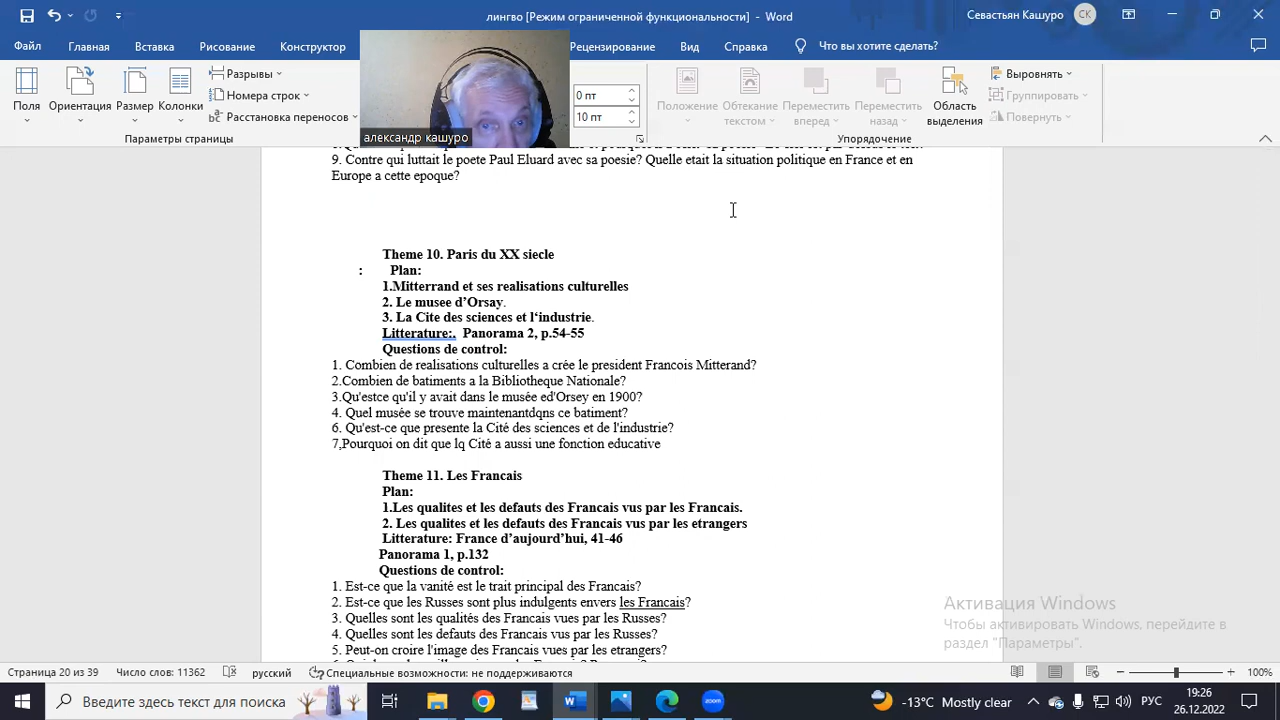 лингво [Режим ограниченной функциональности] - Word
Севастьян Кашуро СК
Файл Главная Вставка Рисование Конструктор Рецензирование Вид Справка Что вы хотите сделать?
Поля
Ориентация
Размер
Колонки
Разрывы
Номера строк
Расстановка переносов
Параметры страницы
александр кашуро
0 пт
10 пт
Положение
Обтекание текстом
Переместить вперед
Переместить назад
Область выделения
Выровнять
Группировать
Повернуть
Упорядочение
9. Contre qui luttait le poete Paul Eluard avec sa poesie? Quelle etait la situation politique en France et en
Europe a cette epoque?
Theme 10. Paris du XX siecle
: Plan:
1.Mitterrand et ses realisations culturelles
2. Le musee d’Orsay.
3. La Cite des sciences et l‘industrie.
Litterature:. Panorama 2, p.54-55
Questions de control:
1. Combien de realisations culturelles a crée le president Francois Mitterand?
2.Combien de batiments a la Bibliotheque Nationale?
3.Qu'estce qu'il y avait dans le musée ed'Orsey en 1900?
4. Quel musée se trouve maintenantdqns ce batiment?
6. Qu'est-ce que presente la Cité des sciences et de l'industrie?
7,Pourquoi on dit que lq Cité a aussi une fonction educative
Theme 11. Les Francais
Plan:
1.Les qualites et les defauts des Francais vus par les Francais.
2. Les qualites et les defauts des Francais vus par les etrangers
Litterature: France d’aujourd’hui, 41-46
Panorama 1, p.132
Questions de control:
1. Est-ce que la vanité est le trait principal des Francais?
2. Est-ce que les Russes sont plus indulgents envers les Francais?
3. Quelles sont les qualités des Francais vues par les Russes?
4. Quelles sont les defauts des Francais vus par les Russes?
5. Peut-on croire l'image des Francais vues par les etrangers?
Активация Windows
Чтобы активировать Windows, перейдите в
раздел "Параметры".
Страница 20 из 39 Число слов: 11362 русский Специальные возможности: не поддерживаются 100%
Введите здесь текст для поиска
-13°C Mostly clear РУС
19:26
26.12.2022